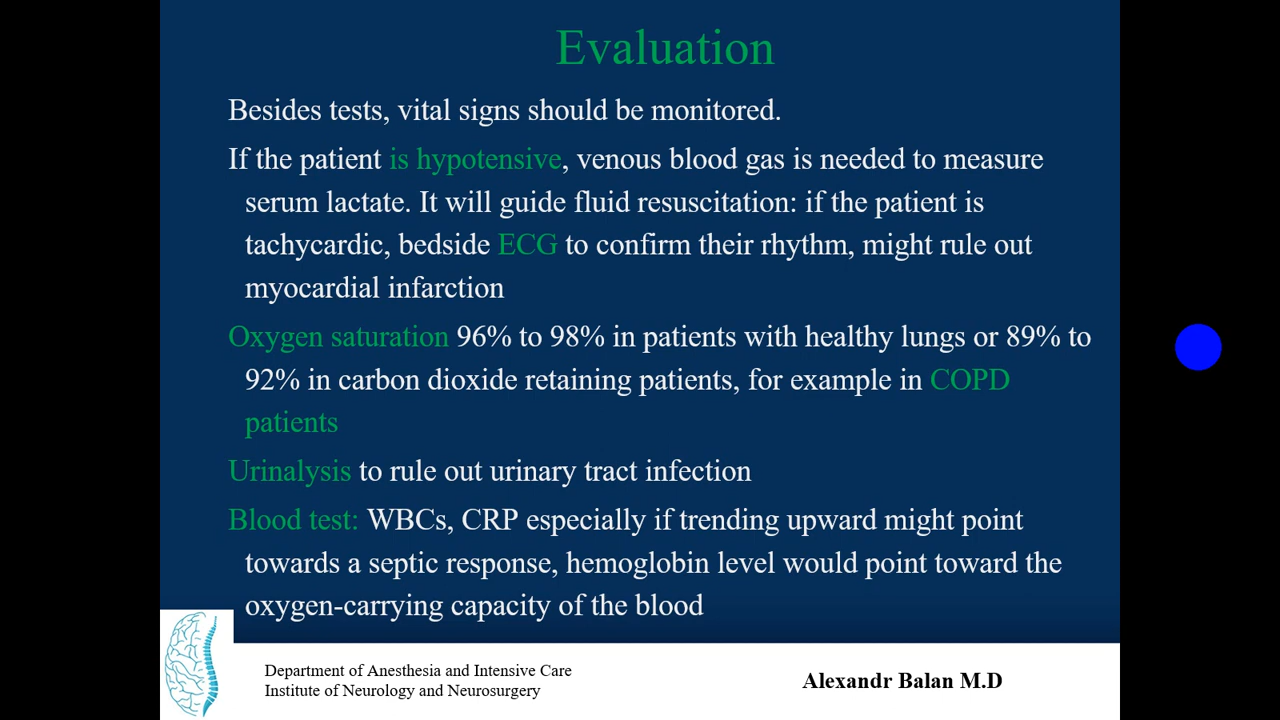 Evaluation
Besides tests, vital signs should be monitored.
If the patient is hypotensive, venous blood gas is needed to measure
serum lactate. It will guide fluid resuscitation: if the patient is
tachycardic, bedside ECG to confirm their rhythm, might rule out
myocardial infarction
Oxygen saturation 96% to 98% in patients with healthy lungs or 89% to
92% in carbon dioxide retaining patients, for example in COPD
patients
Urinalysis to rule out urinary tract infection
Blood test: WBCs, CRP especially if trending upward might point
towards a septic response, hemoglobin level would point toward the
oxygen-carrying capacity of the blood
Department of Anesthesia and Intensive Care
Institute of Neurology and Neurosurgery
Alexandr Balan M.D